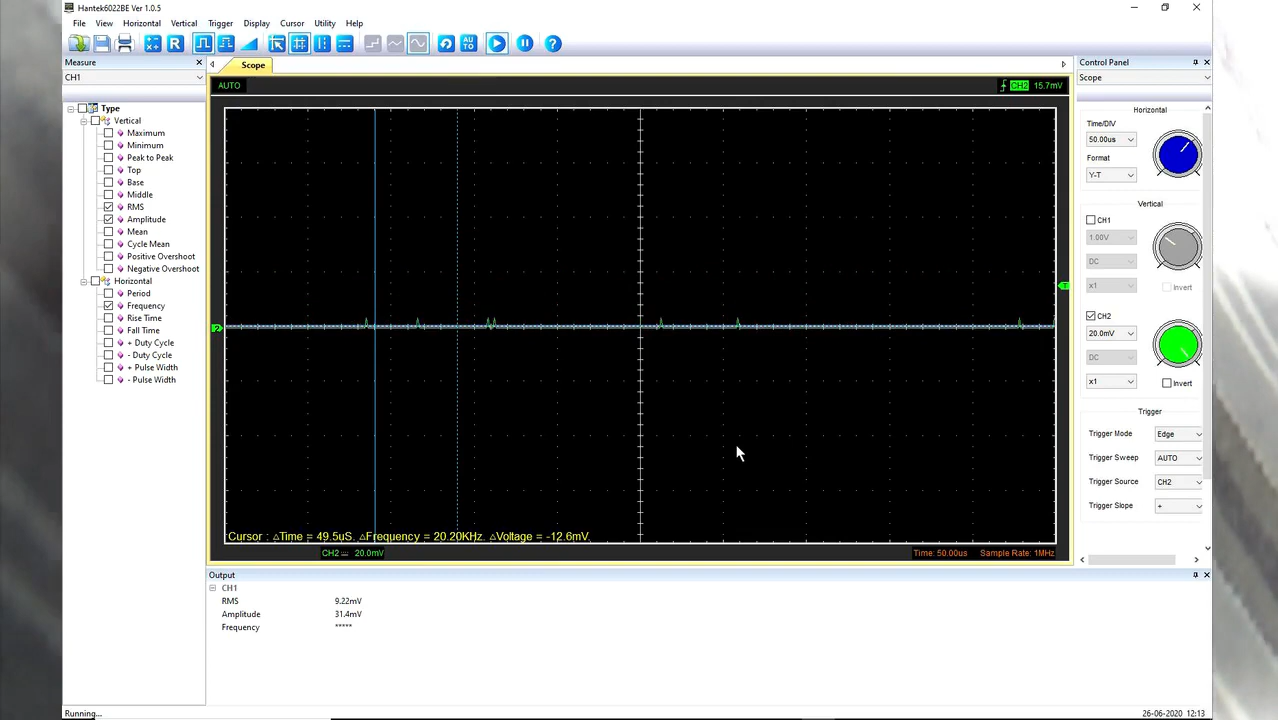 Hantek6022BE Ver 1.0.5
File View Horizontal Vertical Trigger Display Cursor Utility Help
R AU TO ?
Measure
CH1
Type
Vertical
Maximum
Minimum
Peak to Peak
Top
Base
Middle
RMS
Amplitude
Mean
Cycle Mean
Positive Overshoot
Negative Overshoot
Horizontal
Period
Frequency
Rise Time
Fall Time
+ Duty Cycle
- Duty Cycle
+ Pulse Width
- Pulse Width
Scope
AUTO
CH2 15.7mV
2
T
Cursor : △Time = 49.5uS. △Frequency = 20.20KHz. △Voltage = -12.6mV.
CH2 20.0mV
Time: 50.00us Sample Rate: 1MHz
Output
CH1
RMS 9.22mV
Amplitude 31.4mV
Frequency *****
Control Panel
Scope
Horizontal
Time/DIV
50.00us
Format
Y-T
Vertical
CH1
1.00V
DC
x1
Invert
CH2
20.0mV
DC
x1
Invert
Trigger
Trigger Mode Edge
Trigger Sweep AUTO
Trigger Source CH2
Trigger Slope +
Running...
26-06-2020 12:13